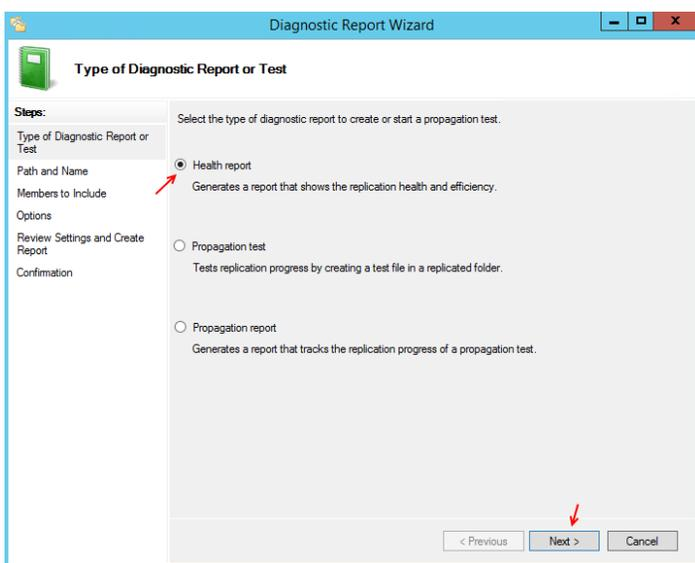 Diagnostic Report Wizard
Type of Diagnostic Report or Test
Steps:
Type of Diagnostic Report or
Test
Path and Name
Members to Include
Options
Review Settings and Create
Report
Confirmation
Select the type of diagnostic report to create or start a propagation test.
Health report
Generates a report that shows the replication health and efficiency.
Propagation test
Tests replication progress by creating a test file in a replicated folder.
Propagation report
Generates a report that tracks the replication progress of a propagation test.
< Previous
Next >
Cancel